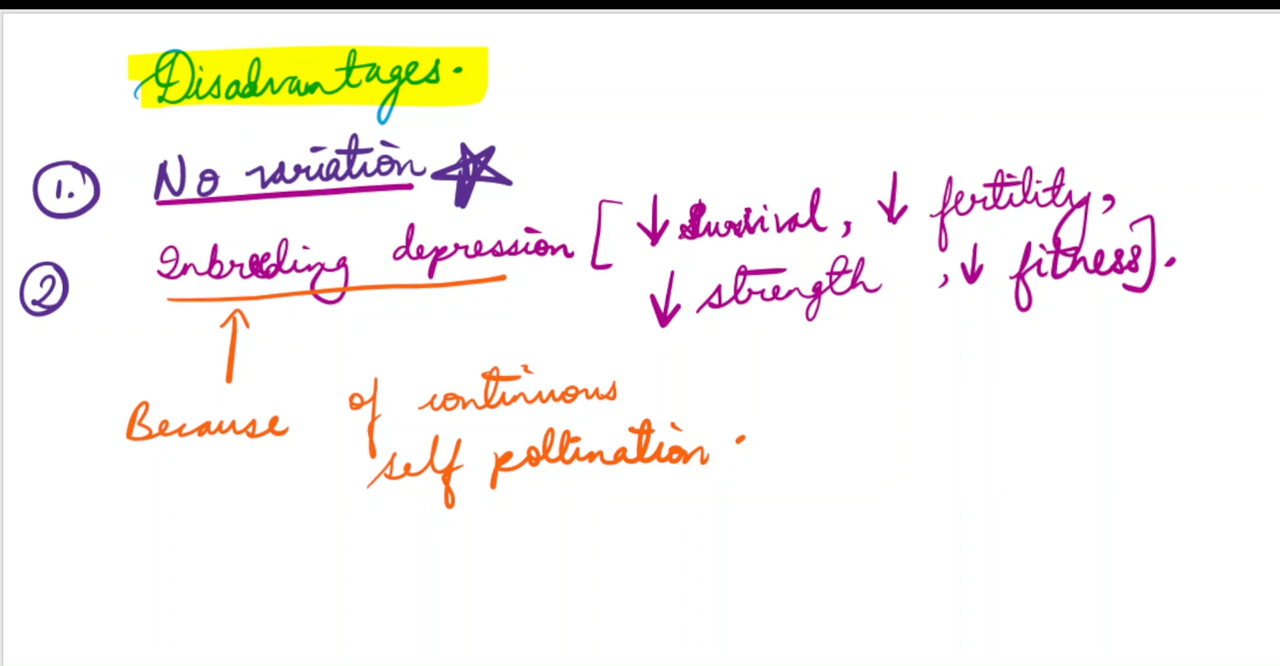 Disadvantages.
1. No variation
2 Inbreeding depression [ ↓ survival, ↓ fertility,
↓ strength, ↓ fitness].
Because of continuous
self pollination.